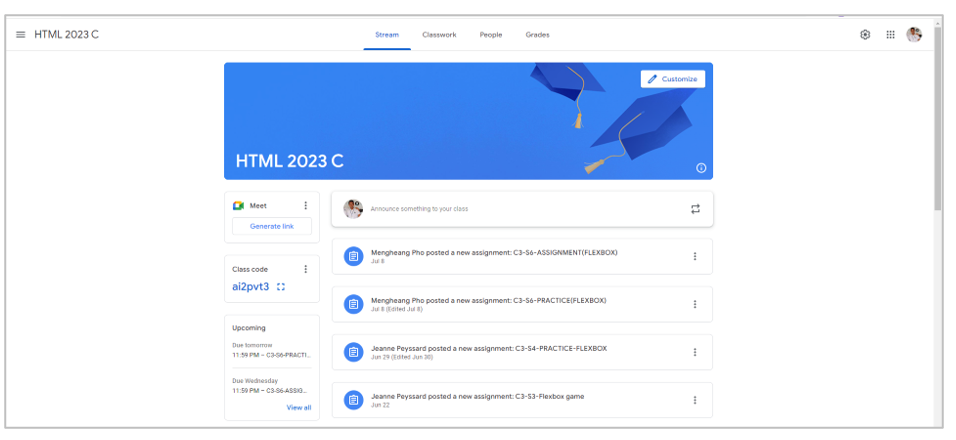 HTML 2023 C
Stream Classwork People Grades
Customize
HTML 2023 C
Meet
Generate link
Class code
ai2pvt3
Upcoming
Due tomorrow
11:59 PM – C3-S6-PRACTI...
Due Wednesday
11:59 PM – C3-S6-ASSIG...
View all
Announce something to your class
Mengheang Pho posted a new assignment: C3-S6-ASSIGNMENT(FLEXBOX)
Jul 8
Mengheang Pho posted a new assignment: C3-S6-PRACTICE(FLEXBOX)
Jul 8 (Edited Jul 8)
Jeanne Peyssard posted a new assignment: C3-S4-PRACTICE-FLEXBOX
Jun 29 (Edited Jun 30)
Jeanne Peyssard posted a new assignment: C3-S3-Flexbox game
Jun 22